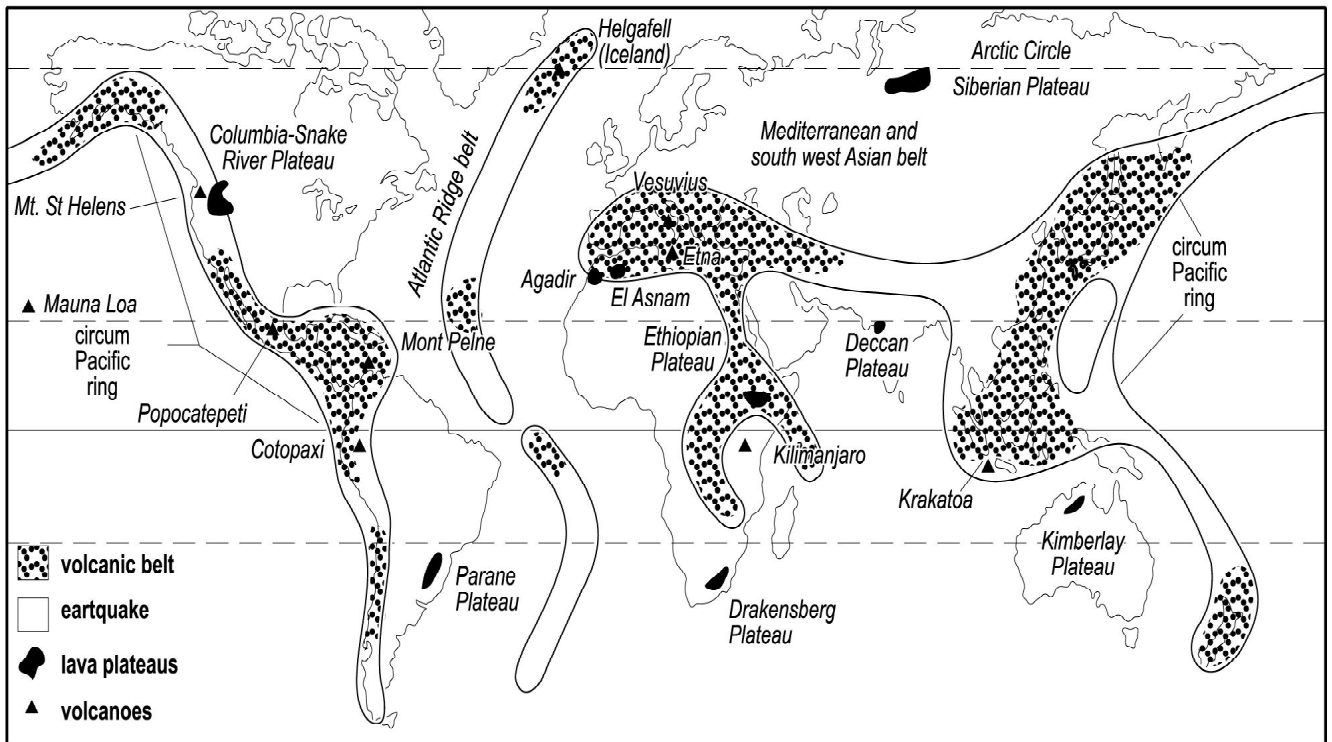 Helgafell
(Iceland)
Arctic Circle
Siberian Plateau
Columbia-Snake
River Plateau
Mediterranean and
south west Asian belt
Atlantic Ridge belt
Vesuvius
Mt. St Helens
Etna
Agadir
El Asnam
circum
Pacific
ring
Mauna Loa
circum
Pacific
ring
Mont Pelne
Ethiopian
Plateau
Deccan
Plateau
Popocatepeti
Cotopaxi
Kilimanjaro
Krakatoa
Kimberlay
Plateau
volcanic belt
Parane
Plateau
eartquake
Drakensberg
Plateau
lava plateaus
volcanoes